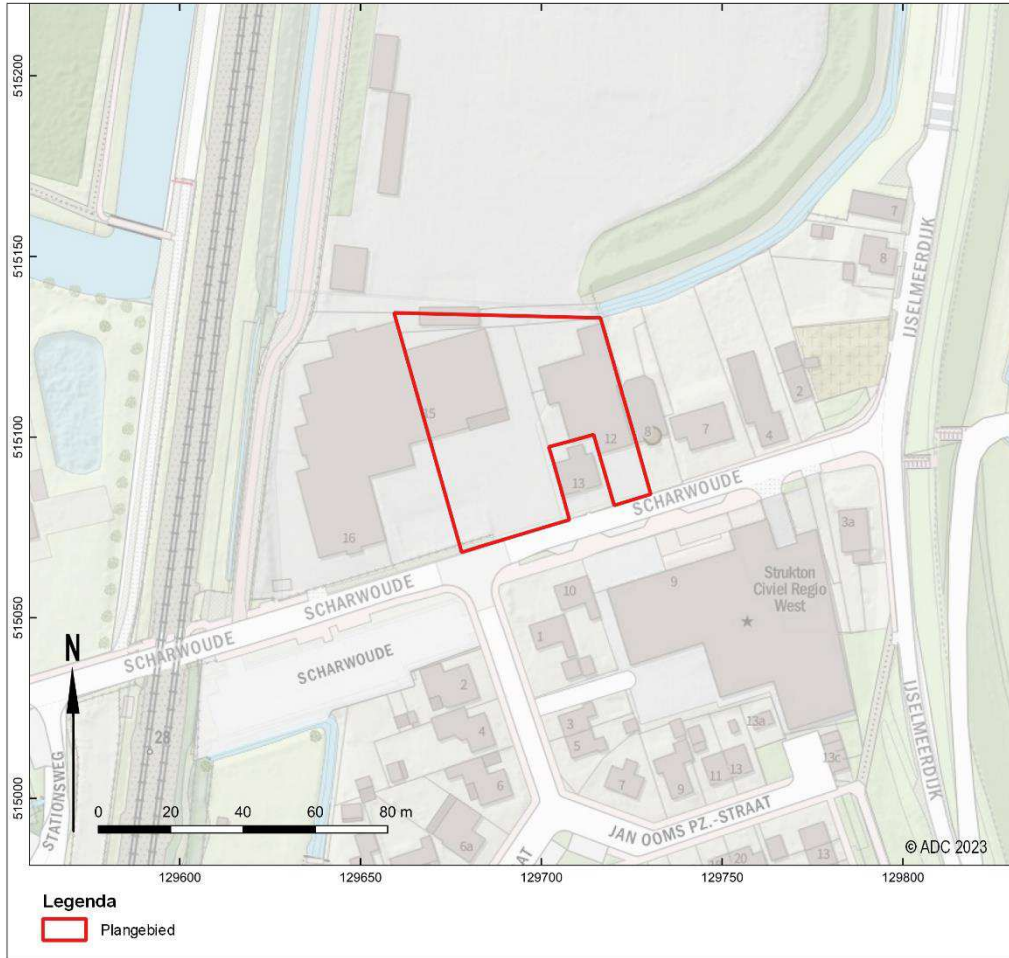 515200
515150
515100
515050
515000
7
8
IJSELMEERDIJK
2
15
12
8
7
4
13
SCHARWOUDE
16
3a
9
Strukton
Civiel Regio
West
10
SCHARWOUDE
1
SCHARWOUDE
SCHARWOUDE
N
2
4
3
5
13a
IJSELMEERDIJK
28
13c
STATIONSWEG
6
7
9
11
13
0 20 40 60 80 m
JAN OOMS PZ.-STRAAT
6a
AT
20
13
© ADC 2023
129600 129650 129700 129750 129800
Legenda
Plangebied